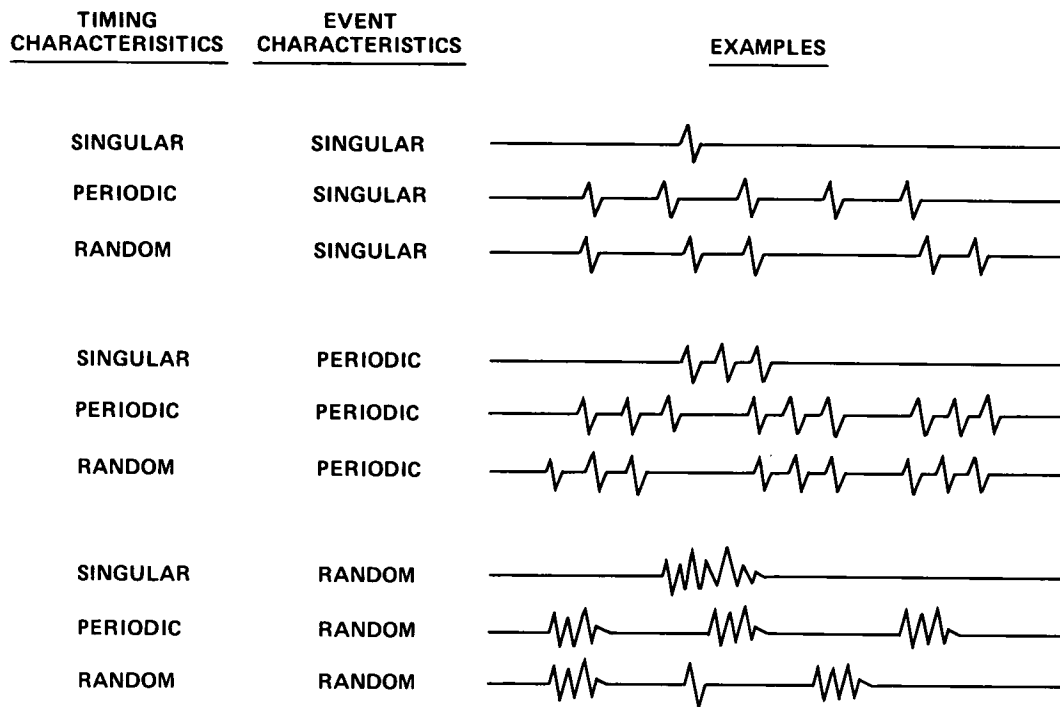 TIMING CHARACTERISITICS
EVENT CHARACTERISTICS
EXAMPLES
SINGULAR SINGULAR
PERIODIC SINGULAR
RANDOM SINGULAR
SINGULAR PERIODIC
PERIODIC PERIODIC
RANDOM PERIODIC
SINGULAR RANDOM
PERIODIC RANDOM
RANDOM RANDOM